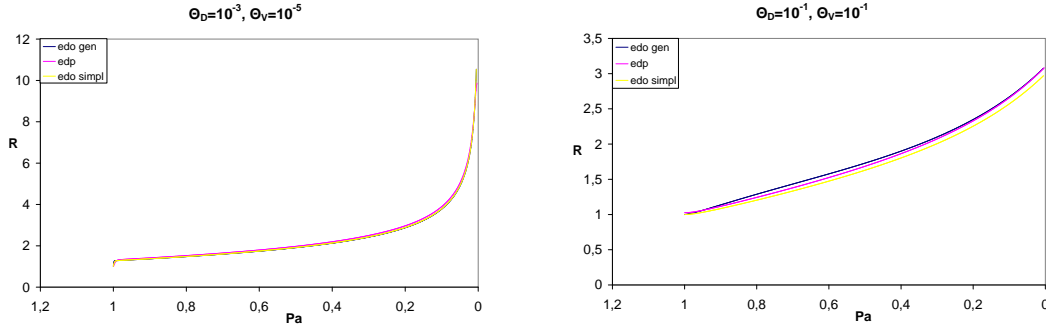 Θ_D=10⁻³, Θ_V=10⁻⁵
12
10
8
6
4
2
0
R
edo gen
edp
edo simpl
1,2
1
0,8
0,6
0,4
0,2
0
Pa
Θ_D=10⁻¹, Θ_V=10⁻¹
3,5
3
2,5
2
1,5
1
0,5
0
R
edo gen
edp
edo simpl
1,2
1
0,8
0,6
0,4
0,2
0
Pa